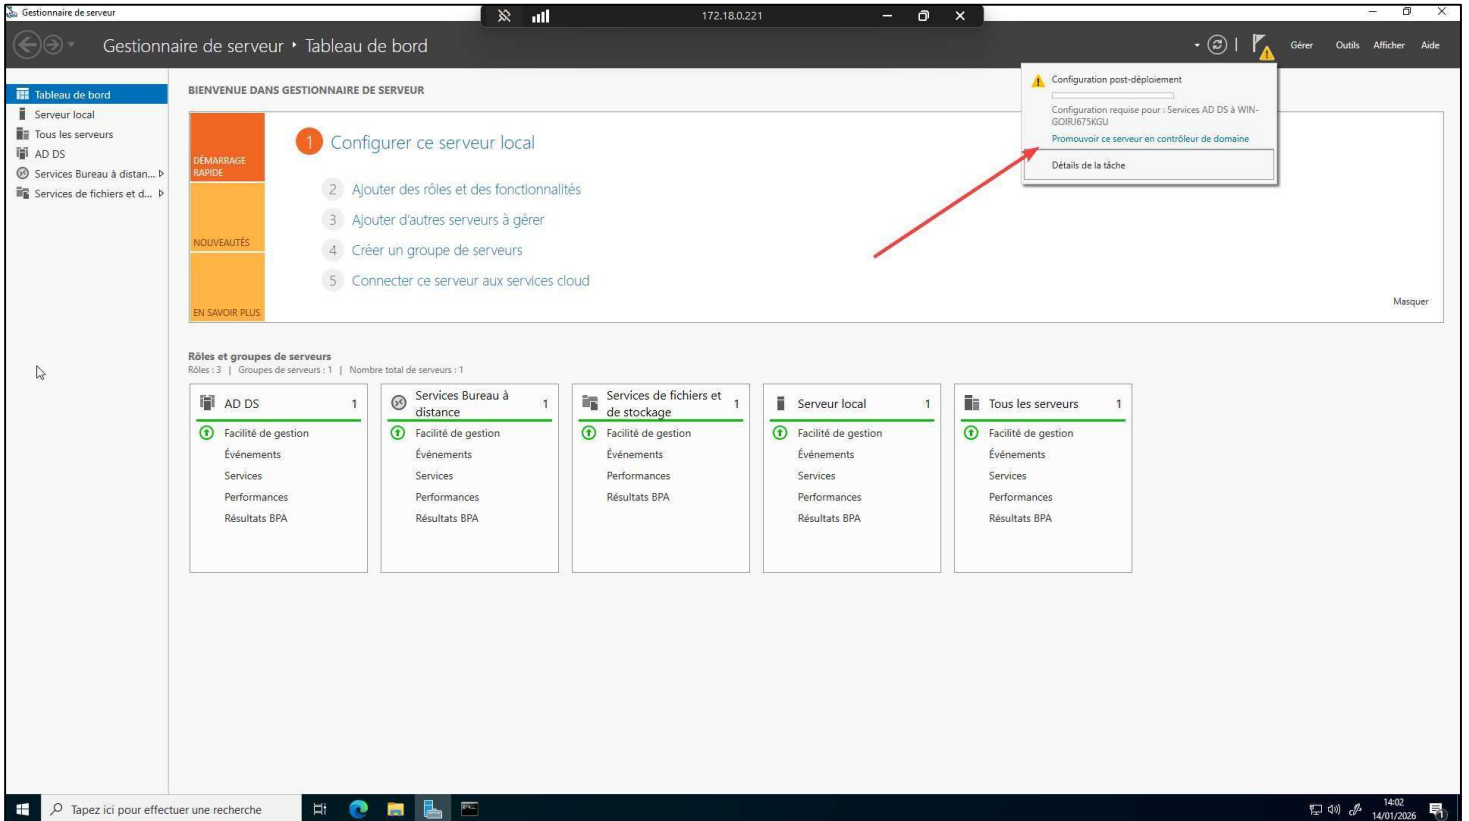 Gestionnaire de serveur
172.18.0.221
Gestionnaire de serveur ‣ Tableau de bord
Gérer
Outils
Afficher
Aide
Configuration post-déploiement
Configuration requise pour : Services AD DS à WIN-
GOIRJ675KGU
Promouvoir ce serveur en contrôleur de domaine
Détails de la tâche
Tableau de bord
Serveur local
Tous les serveurs
AD DS
Services Bureau à distan...
Services de fichiers et d...
BIENVENUE DANS GESTIONNAIRE DE SERVEUR
DÉMARRAGE
RAPIDE
NOUVEAUTÉS
EN SAVOIR PLUS
1 Configurer ce serveur local
2 Ajouter des rôles et des fonctionnalités
3 Ajouter d'autres serveurs à gérer
4 Créer un groupe de serveurs
5 Connecter ce serveur aux services cloud
Masquer
Rôles et groupes de serveurs
Rôles : 3 | Groupes de serveurs : 1 | Nombre total de serveurs : 1
AD DS 1
Facilité de gestion
Événements
Services
Performances
Résultats BPA
Services Bureau à
distance 1
Facilité de gestion
Événements
Services
Performances
Résultats BPA
Services de fichiers et
de stockage 1
Facilité de gestion
Événements
Performances
Résultats BPA
Serveur local 1
Facilité de gestion
Événements
Services
Performances
Résultats BPA
Tous les serveurs 1
Facilité de gestion
Événements
Services
Performances
Résultats BPA
Tapez ici pour effectuer une recherche
14:02
14/01/2026
1